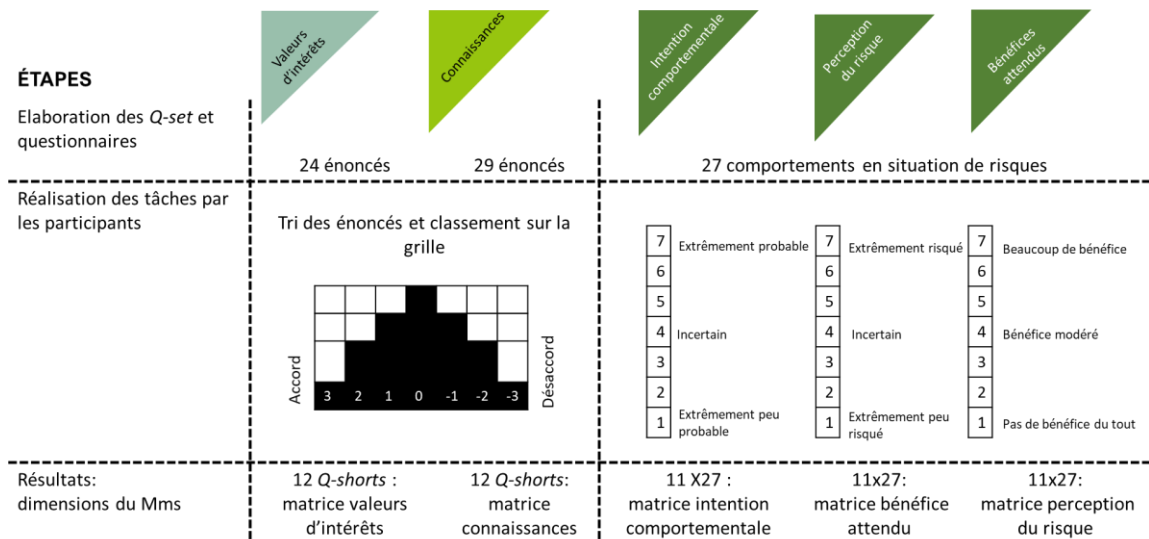 Valeurs
d'intérêts
Connaissances
Intention
comportementale
Perception
du risque
Bénéfices
attendus
ÉTAPES
Elaboration des Q-set et
questionnaires
24 énoncés
29 énoncés
27 comportements en situation de risques
Réalisation des tâches par
les participants
Tri des énoncés et classement sur la
grille
Accord
3 2 1 0 -1 -2 -3
Désaccord
7 Extrêmement probable
6
5
4 Incertain
3
2
1 Extrêmement peu
probable
7 Extrêmement risqué
6
5
4 Incertain
3
2
1 Extrêmement peu
risqué
7 Beaucoup de bénéfice
6
5
4 Bénéfice modéré
3
2
1 Pas de bénéfice du tout
Résultats:
dimensions du Mms
12 Q-shorts :
matrice valeurs
d'intérêts
12 Q-shorts:
matrice
connaissances
11 X27 :
matrice intention
comportementale
11x27:
matrice bénéfice
attendu
11x27:
matrice perception
du risque